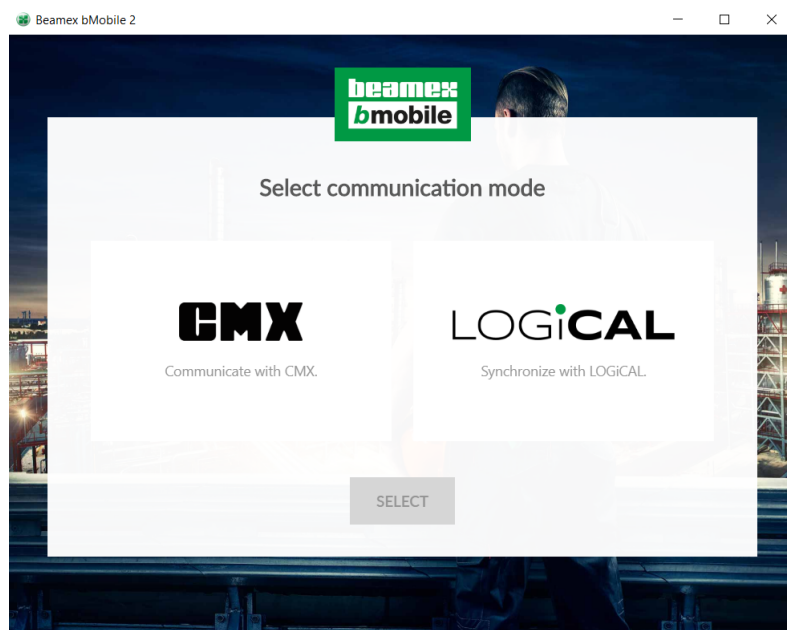 Beamex bMobile 2
beamex
bmobile
Select communication mode
CMX
Communicate with CMX.
LOGiCAL
Synchronize with LOGiCAL.
SELECT